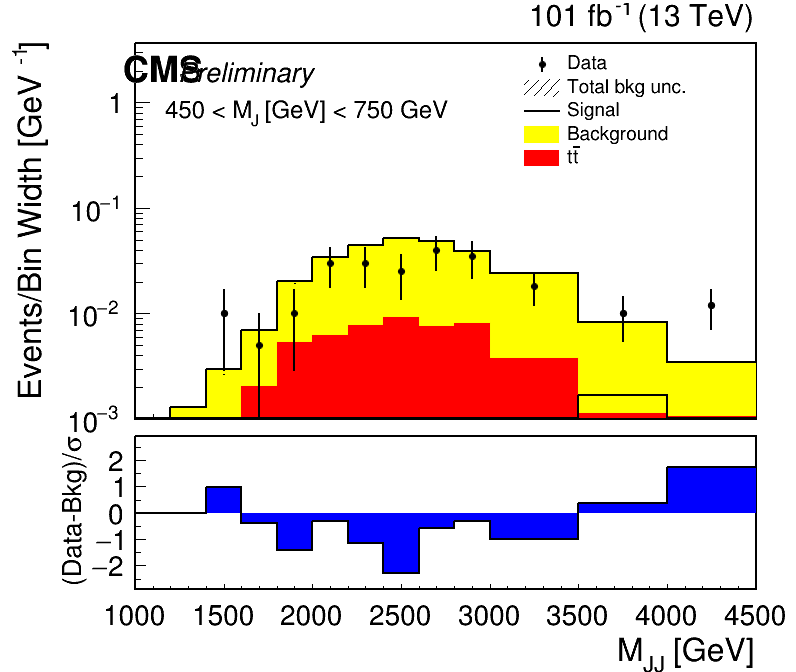 101 fb⁻¹ (13 TeV)
CMS Preliminary
450 < M_J [GeV] < 750 GeV
Data
Total bkg unc.
Signal
Background
tt̄
Events/Bin Width [GeV⁻¹]
1
10⁻¹
10⁻²
10⁻³
(Data-Bkg)/σ
2
1
0
−1
−2
1000 1500 2000 2500 3000 3500 4000 4500
M_JJ [GeV]